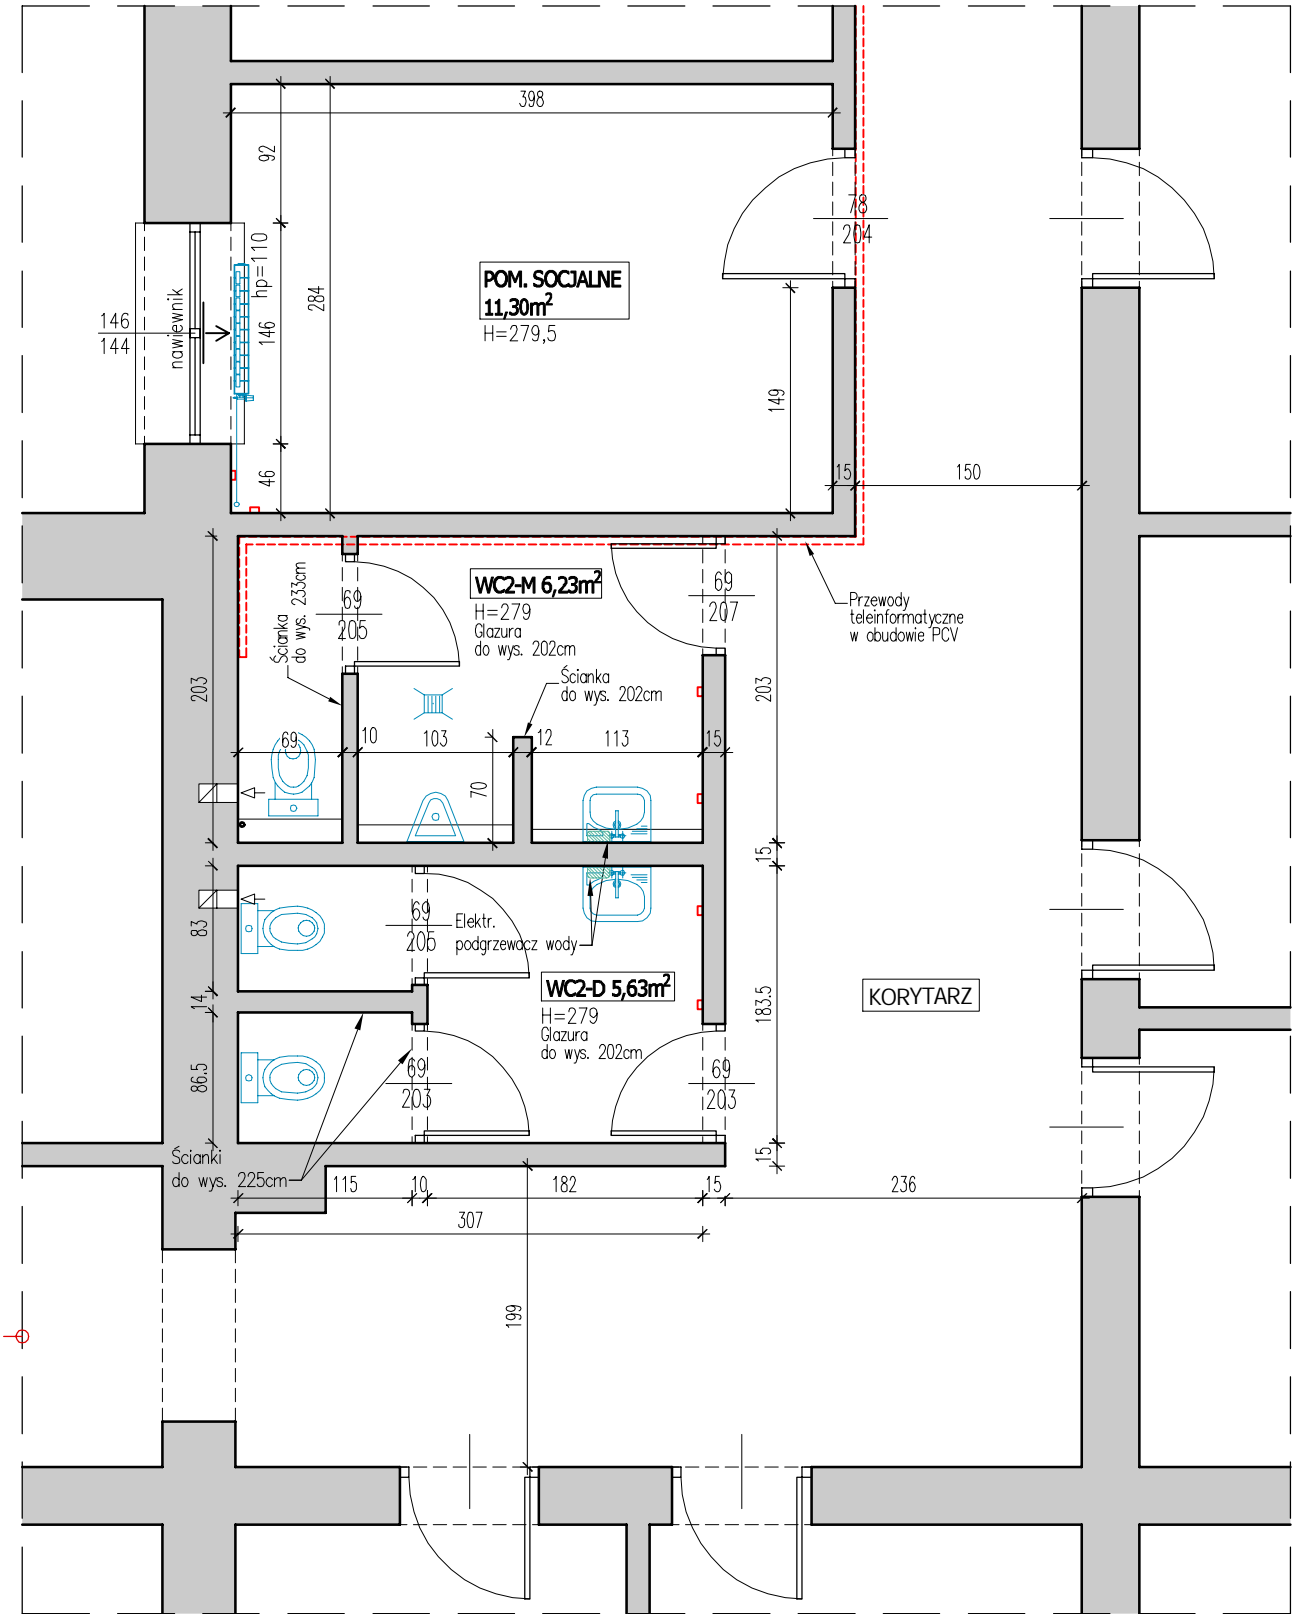 398
92
78
204
hp=110
POM. SOCJALNE
11,30m²
H=279,5
284
146
146
144
nawiewnik
149
46
15
150
Ścianka
do wys. 233cm
69
205
WC2-M 6,23m²
H=279
Glazura
do wys. 202cm
69
207
Przewody
teleinformatyczne
w obudowie PCV
203
Ścianka
do wys. 202cm
203
69
10
103
12
113
15
70
15
83
69
205
Elektr.
podgrzewacz wody
WC2-D 5,63m²
H=279
Glazura
do wys. 202cm
14
183.5
KORYTARZ
86.5
69
203
69
203
Ścianki
do wys. 225cm
15
115
10
182
15
236
307
199